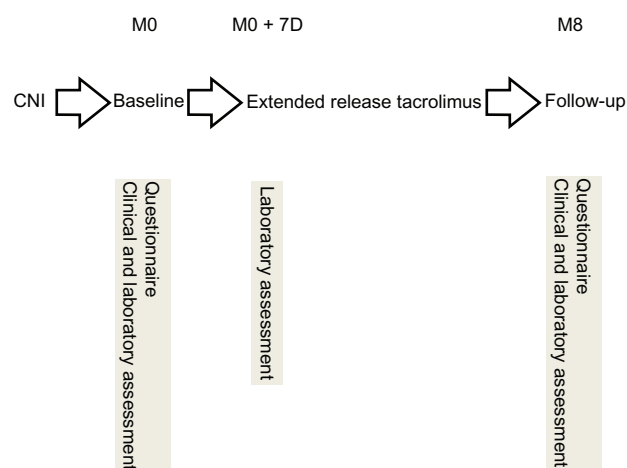 M0 M0 + 7D M8
CNI Baseline Extended release tacrolimus Follow-up
Questionnaire
Clinical and laboratory assessment
Laboratory assessment
Questionnaire
Clinical and laboratory assessment